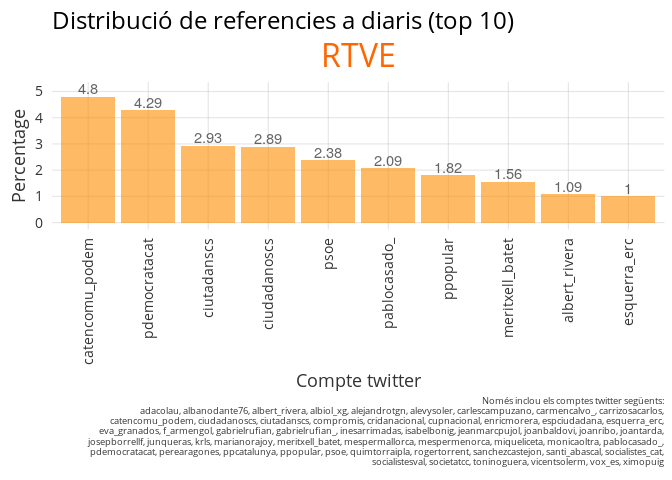 Distribució de referencies a diaris (top 10)
RTVE
Percentage
5
4
3
2
1
0
4.8
4.29
2.93
2.89
2.38
2.09
1.82
1.56
1.09
1
catencomu_podem
pdemocratacat
ciutadanscs
ciudadanoscs
psoe
pablocasado_
ppopular
meritxell_batet
albert_rivera
esquerra_erc
Compte twitter
Només inclou els comptes twitter següents:
adacolau, albanodante76, albert_rivera, albiol_xg, alejandrotgn, alevysoler, carlescampuzano, carmencalvo_, carrizosacarlos,
catencomu_podem, ciudadanoscs, ciutadanscs, compromis, cridanacional, cupnacional, enricmorera, espciudadana, esquerra_erc,
eva_granados, f_armengol, gabrielrufian, gabrielrufian_, inesarrimadas, isabelbonig, jeanmarcpujol, joanbaldovi, joanribo, joantarda,
josepborrellf, junqueras, krls, marianorajoy, meritxell_batet, mespermallorca, mespermenorca, miqueliceta, monicaoltra, pablocasado_,
pdemocratacat, perearagones, ppcatalunya, ppopular, psoe, quimtorraipla, rogertorrent, sanchezcastejon, santi_abascal, socialistes_cat,
socialistesval, societatcc, toninoguera, vicentsolerm, vox_es, ximopuig